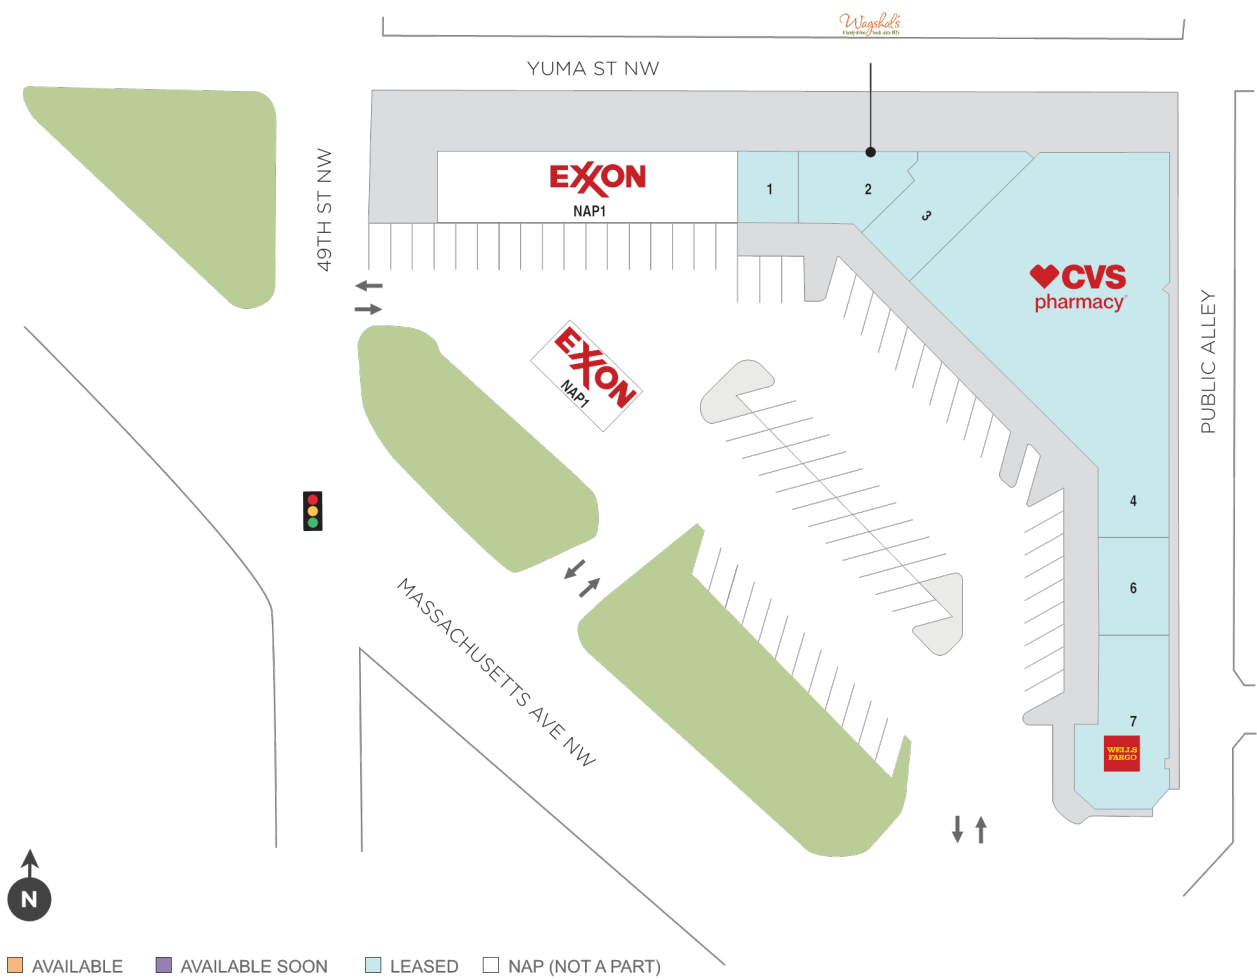 Wagshal's
YUMA ST NW
49TH ST NW
EXXON
NAP1
1
2
3
CVS
pharmacy
PUBLIC ALLEY
EXXON
NAP1
4
6
7
WELLS
FARGO
MASSACHUSETTS AVE NW
N
AVAILABLE
AVAILABLE SOON
LEASED
NAP (NOT A PART)